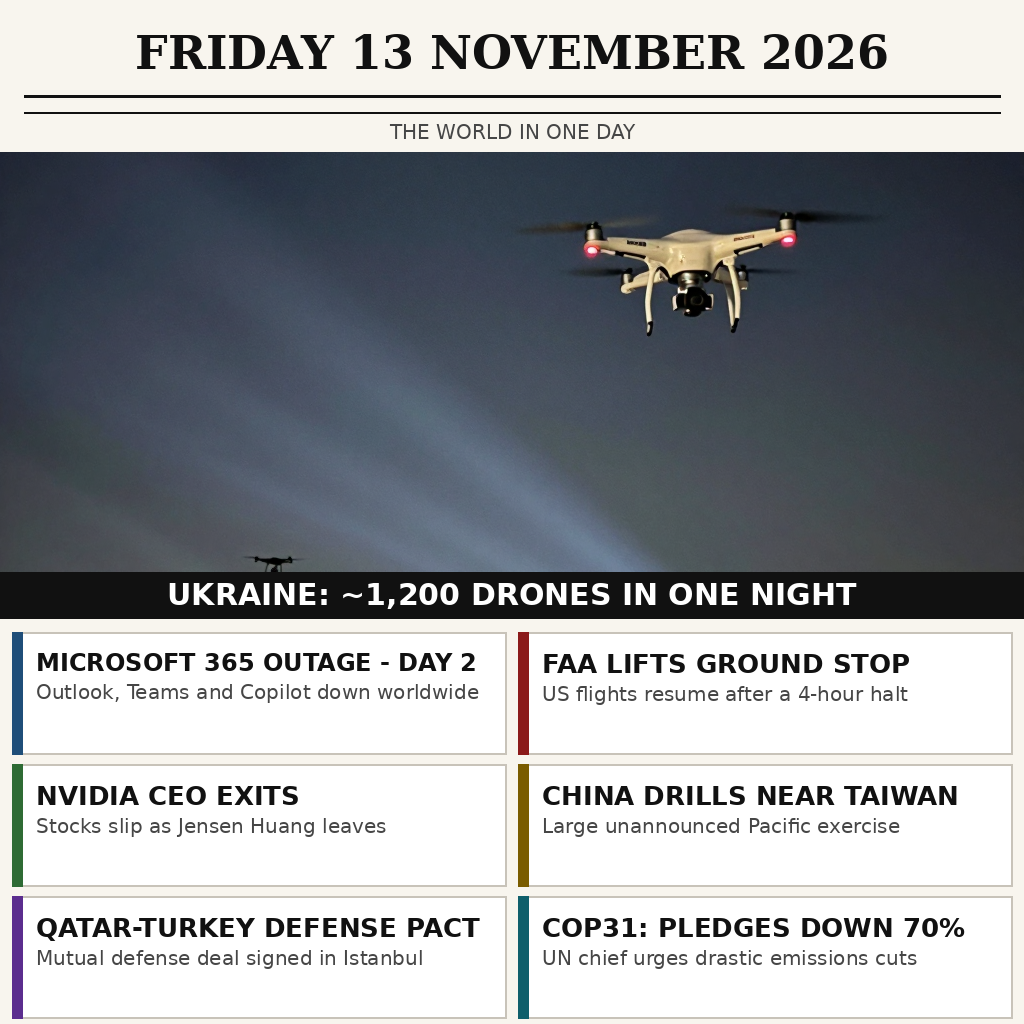 FRIDAY 13 NOVEMBER 2026
THE WORLD IN ONE DAY
UKRAINE: ~1,200 DRONES IN ONE NIGHT
MICROSOFT 365 OUTAGE - DAY 2
Outlook, Teams and Copilot down worldwide
FAA LIFTS GROUND STOP
US flights resume after a 4-hour halt
NVIDIA CEO EXITS
Stocks slip as Jensen Huang leaves
CHINA DRILLS NEAR TAIWAN
Large unannounced Pacific exercise
QATAR-TURKEY DEFENSE PACT
Mutual defense deal signed in Istanbul
COP31: PLEDGES DOWN 70%
UN chief urges drastic emissions cuts